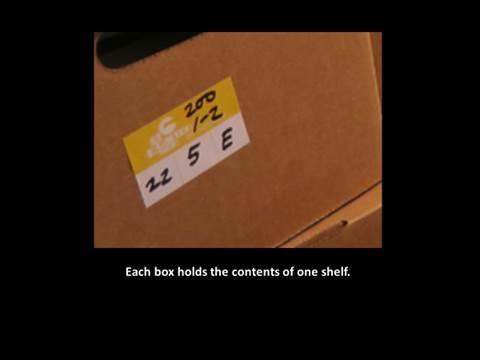 200
1-2
22 5 E
Each box holds the contents of one shelf.